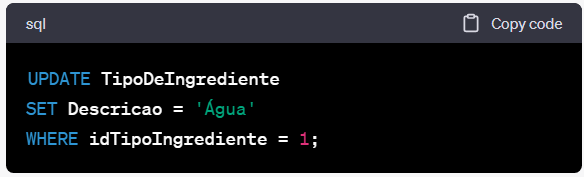 sql
Copy code
UPDATE TipoDeIngrediente
SET Descricao = 'Água'
WHERE idTipoIngrediente = 1;